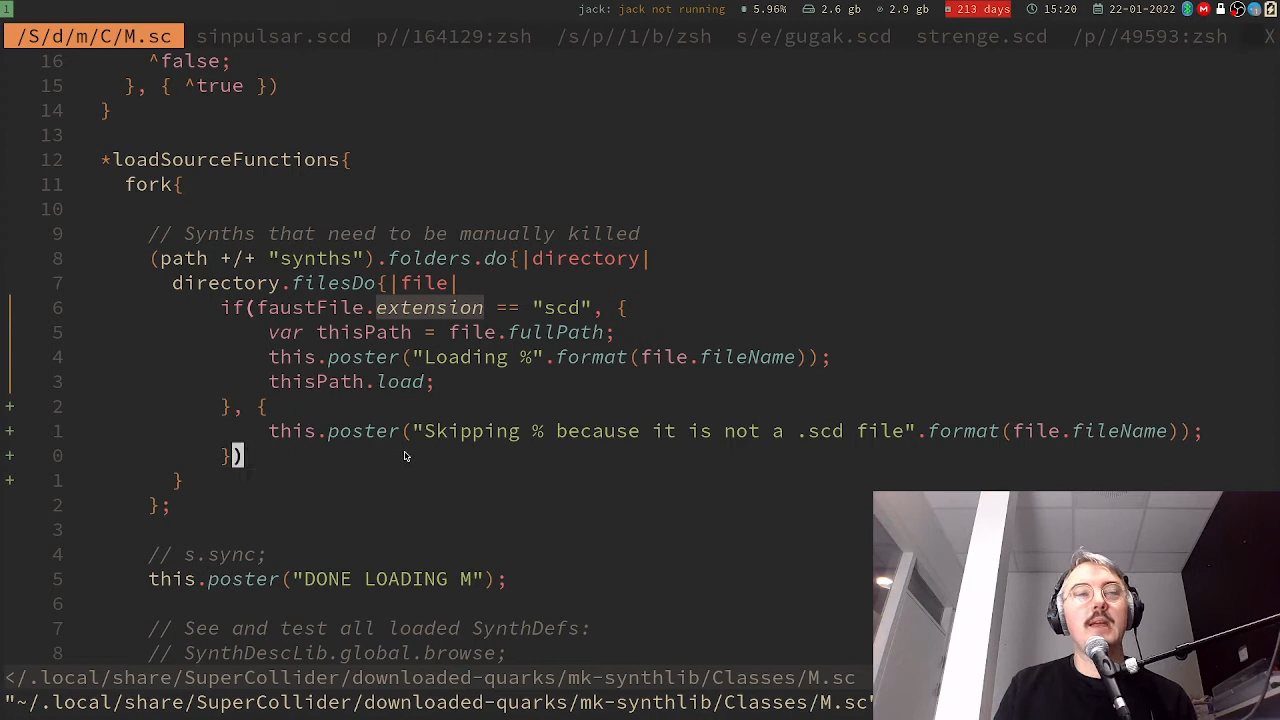 1 jack: jack not running 5.96% 2.6 gb 2.9 gb 213 days 15:20 22-01-2022
/S/d/m/C/M.sc sinpulsar.scd p//164129:zsh /s/p//1/b/zsh s/e/gugak.scd strenge.scd /p//49593:zsh X
16 ^false;
15 }, { ^true })
14 }
13
12 *loadSourceFunctions{
11 fork{
10
9 // Synths that need to be manually killed
8 (path +/+ "synths").folders.do{|directory|
7 directory.filesDo{|file|
6 if(faustFile.extension == "scd", {
5 var thisPath = file.fullPath;
4 this.poster("Loading %".format(file.fileName));
3 thisPath.load;
+ 2 }, {
+ 1 this.poster("Skipping % because it is not a .scd file".format(file.fileName));
+ 0 })
+ 1 }
2 };
3
4 // s.sync;
5 this.poster("DONE LOADING M");
6
7 // See and test all loaded SynthDefs:
8 // SynthDescLib.global.browse;
</.local/share/SuperCollider/downloaded-quarks/mk-synthlib/Classes/M.sc
"~/.local/share/SuperCollider/downloaded-quarks/mk-synthlib/Classes/M.sc"